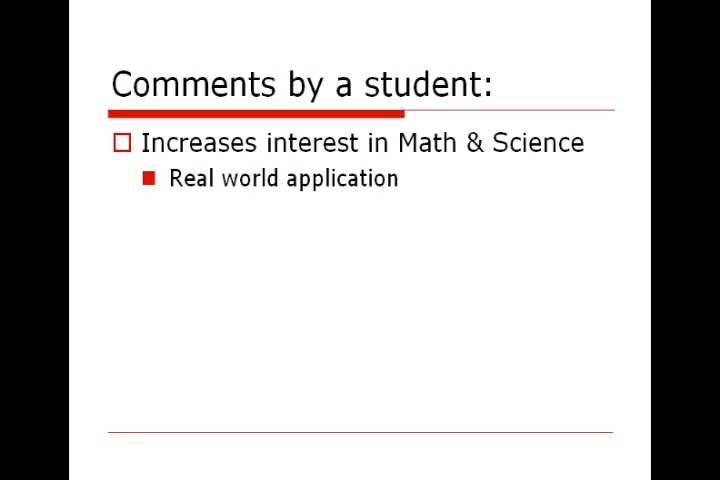 Comments by a student:
Increases interest in Math & Science
Real world application